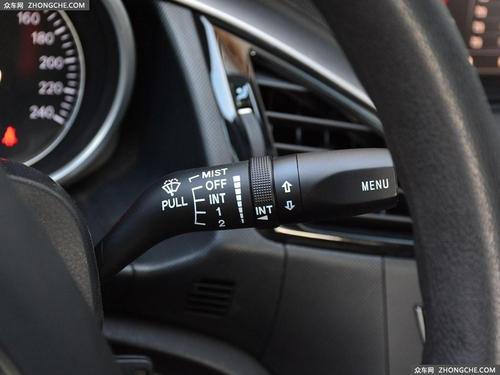 众车网 ZHONGCHE.COM
160
180
200
220
240
MIST
OFF
INT
1
2
PULL
INT
MENU
众车网 ZHONGCHE.COM